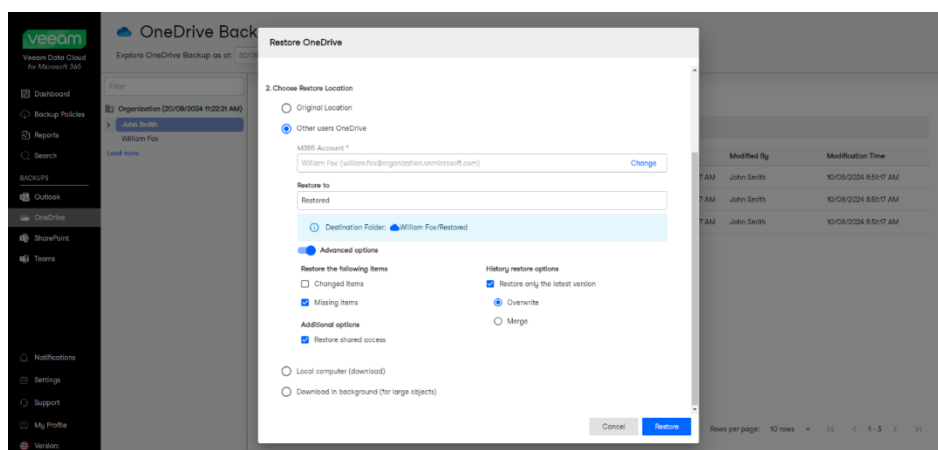 veeam
Veeam Data Cloud
for Microsoft 365
Dashboard
Backup Policies
Reports
Search
BACKUPS
Outlook
OneDrive
SharePoint
Teams
Notifications
Settings
Support
My Profile
Version:
OneDrive Back
Explore OneDrive Backup as at
Filter
Organization (20/09/2024 11:22:21 AM)
John Smith
William Fox
Load more
Restore OneDrive
2. Choose Restore Location
Original Location
Other users OneDrive
M365 Account *
William Fox (william.fox@organization.onmicrosoft.com)
Change
Restore to
Restored
Destination Folder: William Fox/Restored
Advanced options
Restore the following items
Changed items
Missing items
Additional options
Restore shared access
History restore options
Restore only the latest version
Overwrite
Merge
Local computer (download)
Download in background (for large objects)
Cancel
Restore
Modified By
Modification Time
7 AM John Smith 10/08/2024 8:51:17 AM
7 AM John Smith 10/08/2024 8:51:17 AM
7 AM John Smith 10/08/2024 8:51:17 AM
Rows per page: 10 rows 1-3